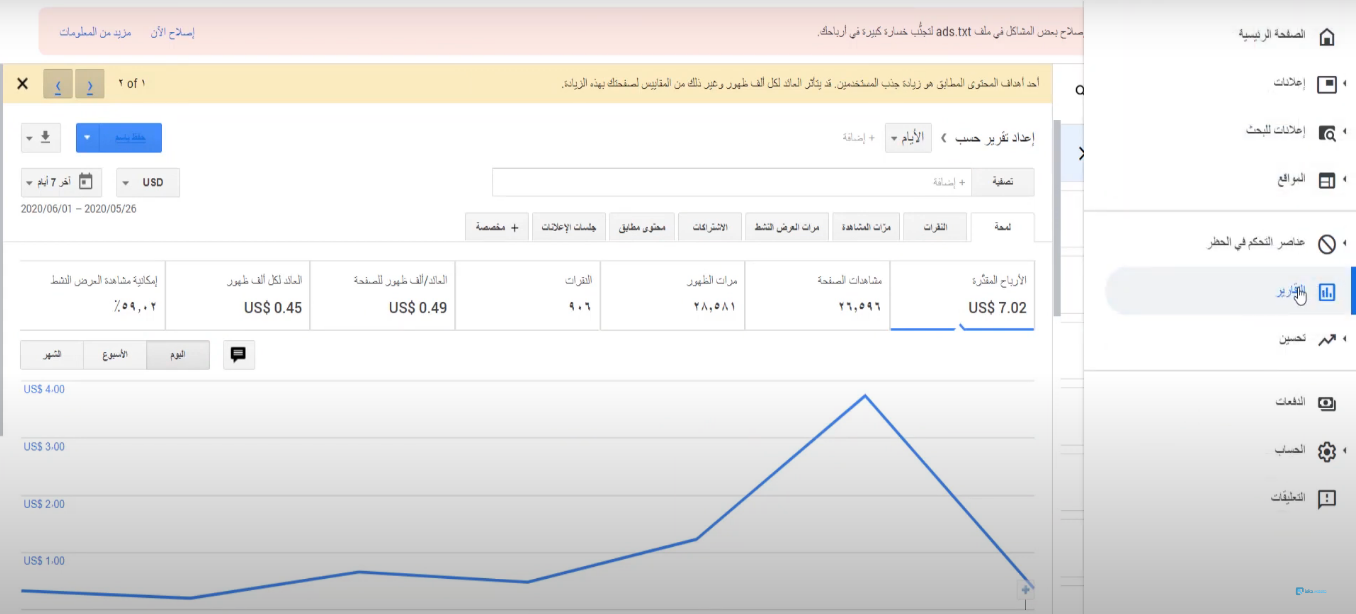 إصلاح بعض المشاكل في ملف ads.txt لتجنُّب خسارة كبيرة في أرباحك.
إصلاح الآن
مزيد من المعلومات
أحد أهداف المحتوى المطابق هو زيادة جذب المستخدمين. قد يتأثر العائد لكل ألف ظهور وغير ذلك من المقاييس لصفحتك بهذه الزيادة.
١ of ٢
إعداد تقرير حسب
الأيام
+ إضافة
حفظ باسم
تصفية
+ إضافة
USD
آخر 7 أيام
2020/06/01 – 2020/05/26
لمحة
النقرات
مرّات المشاهدة
مرات العرض النشط
الاشتراكات
محتوى مطابق
جلسات الإعلانات
+ مخصصة
الأرباح المقدَّرة
US$ 7.02
مشاهدات الصفحة
٢٦,٥٩٦
مرات الظهور
٢٨,٥٨١
النقرات
٩٠٦
العائد/ألف ظهور للصفحة
US$ 0.49
العائد لكل ألف ظهور
US$ 0.45
إمكانية مشاهدة العرض النشط
٥٩,٠٢٪
اليوم
الأسبوع
الشهر
US$ 4.00
US$ 3.00
US$ 2.00
US$ 1.00
الصفحة الرئيسية
إعلانات
إعلانات للبحث
المواقع
عناصر التحكم في الحظر
التقارير
تحسين
الدفعات
الحساب
التعليقات